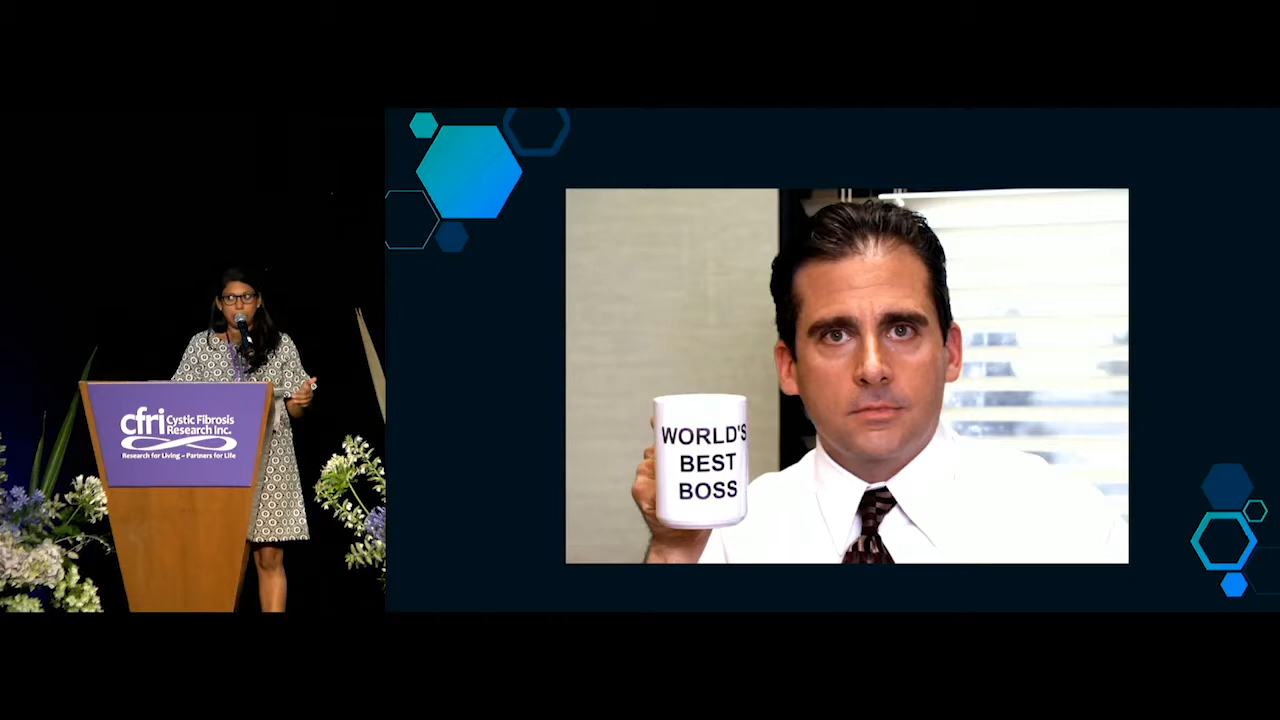 cfri Cystic Fibrosis
Research Inc.
Research for Living – Partners for Life
WORLD'S
BEST
BOSS